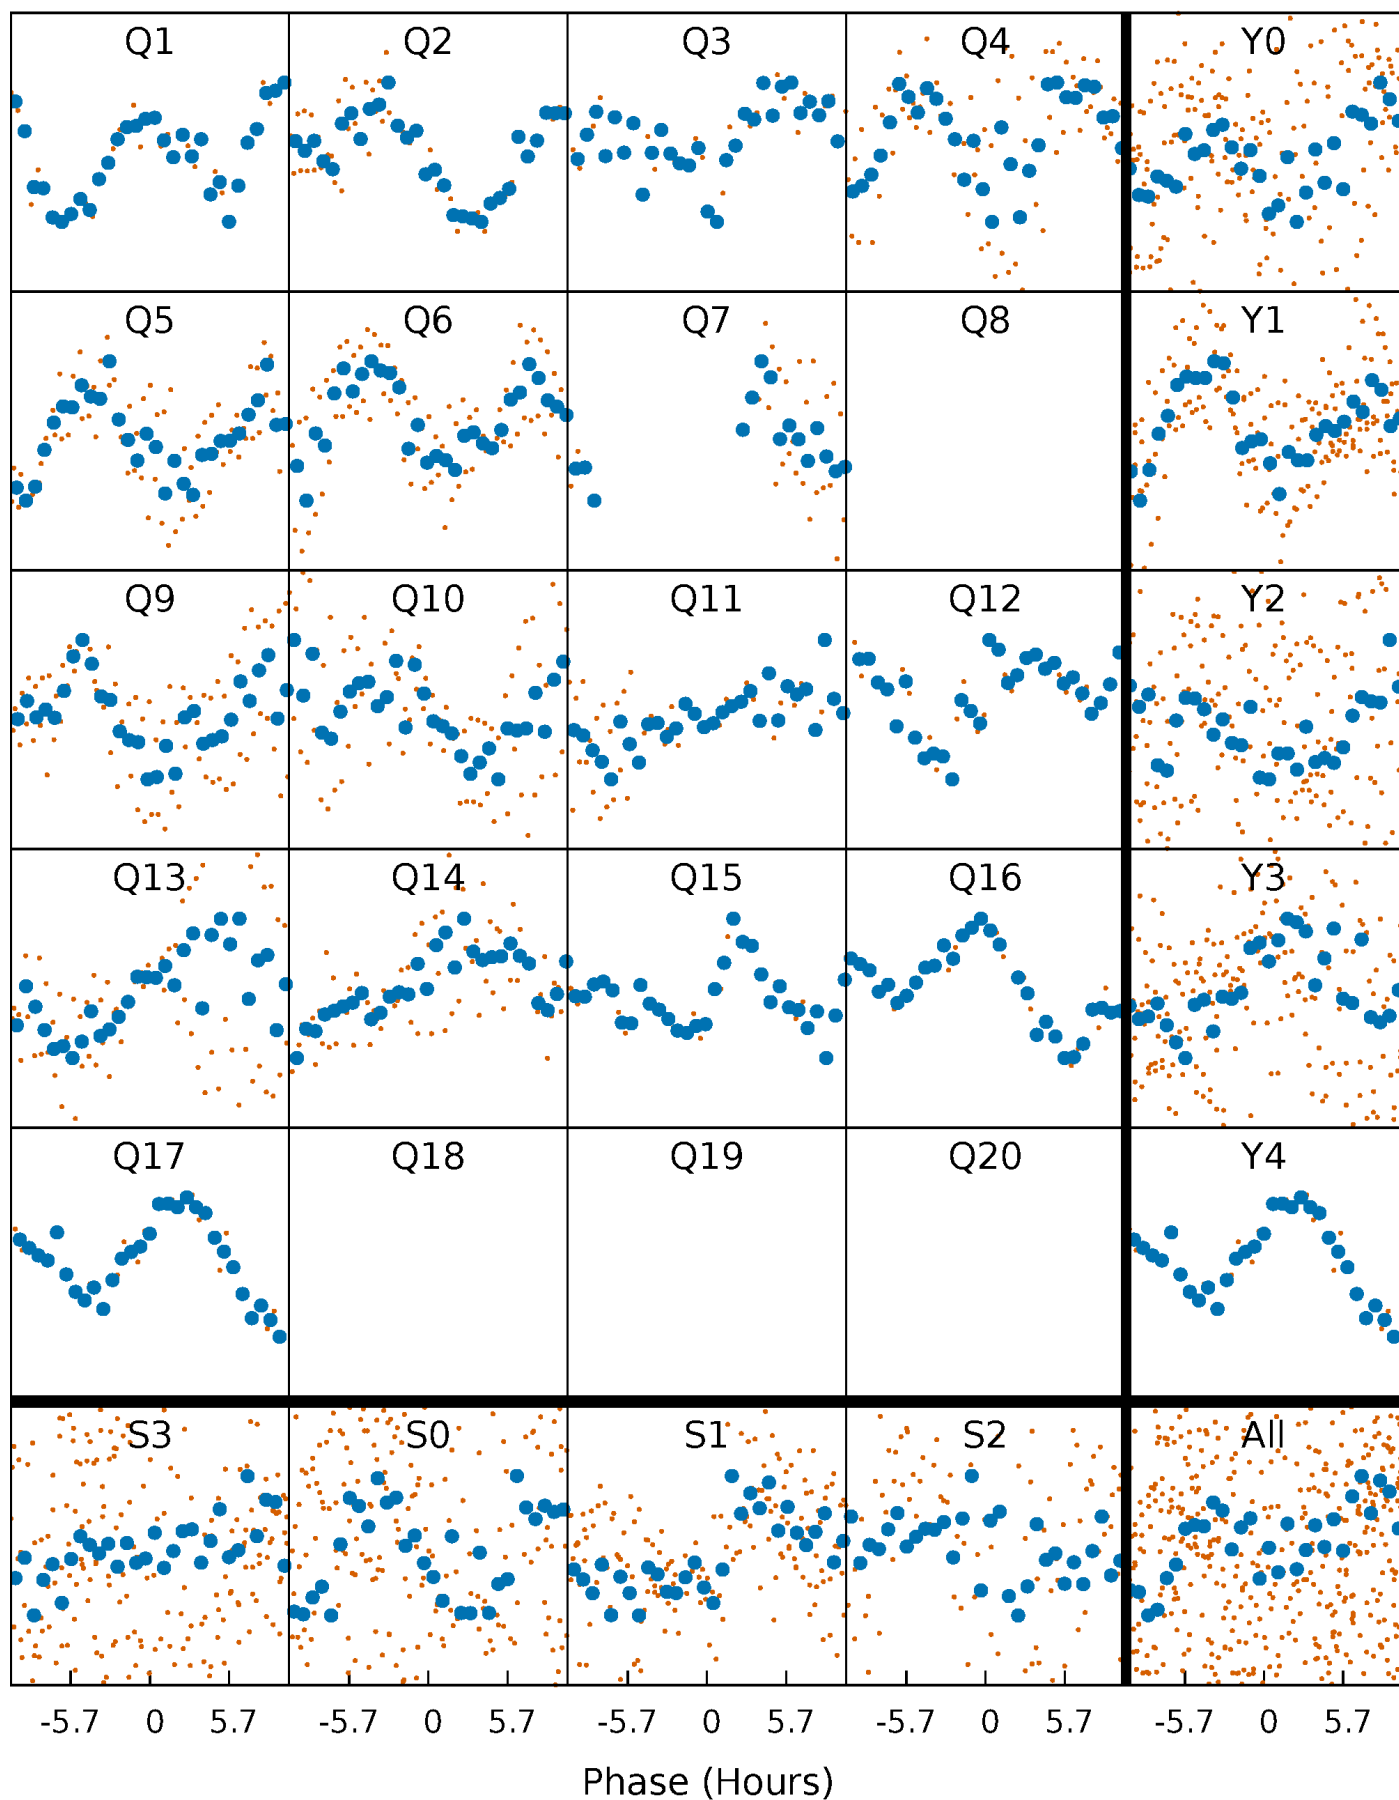 Q1 Q2 Q3 Q4 Y0
Q5 Q6 Q7 Q8 Y1
Q9 Q10 Q11 Q12 Y2
Q13 Q14 Q15 Q16 Y3
Q17 Q18 Q19 Q20 Y4
S3 S0 S1 S2 All
-5.7 0 5.7 -5.7 0 5.7 -5.7 0 5.7 -5.7 0 5.7 -5.7 0 5.7
Phase (Hours)